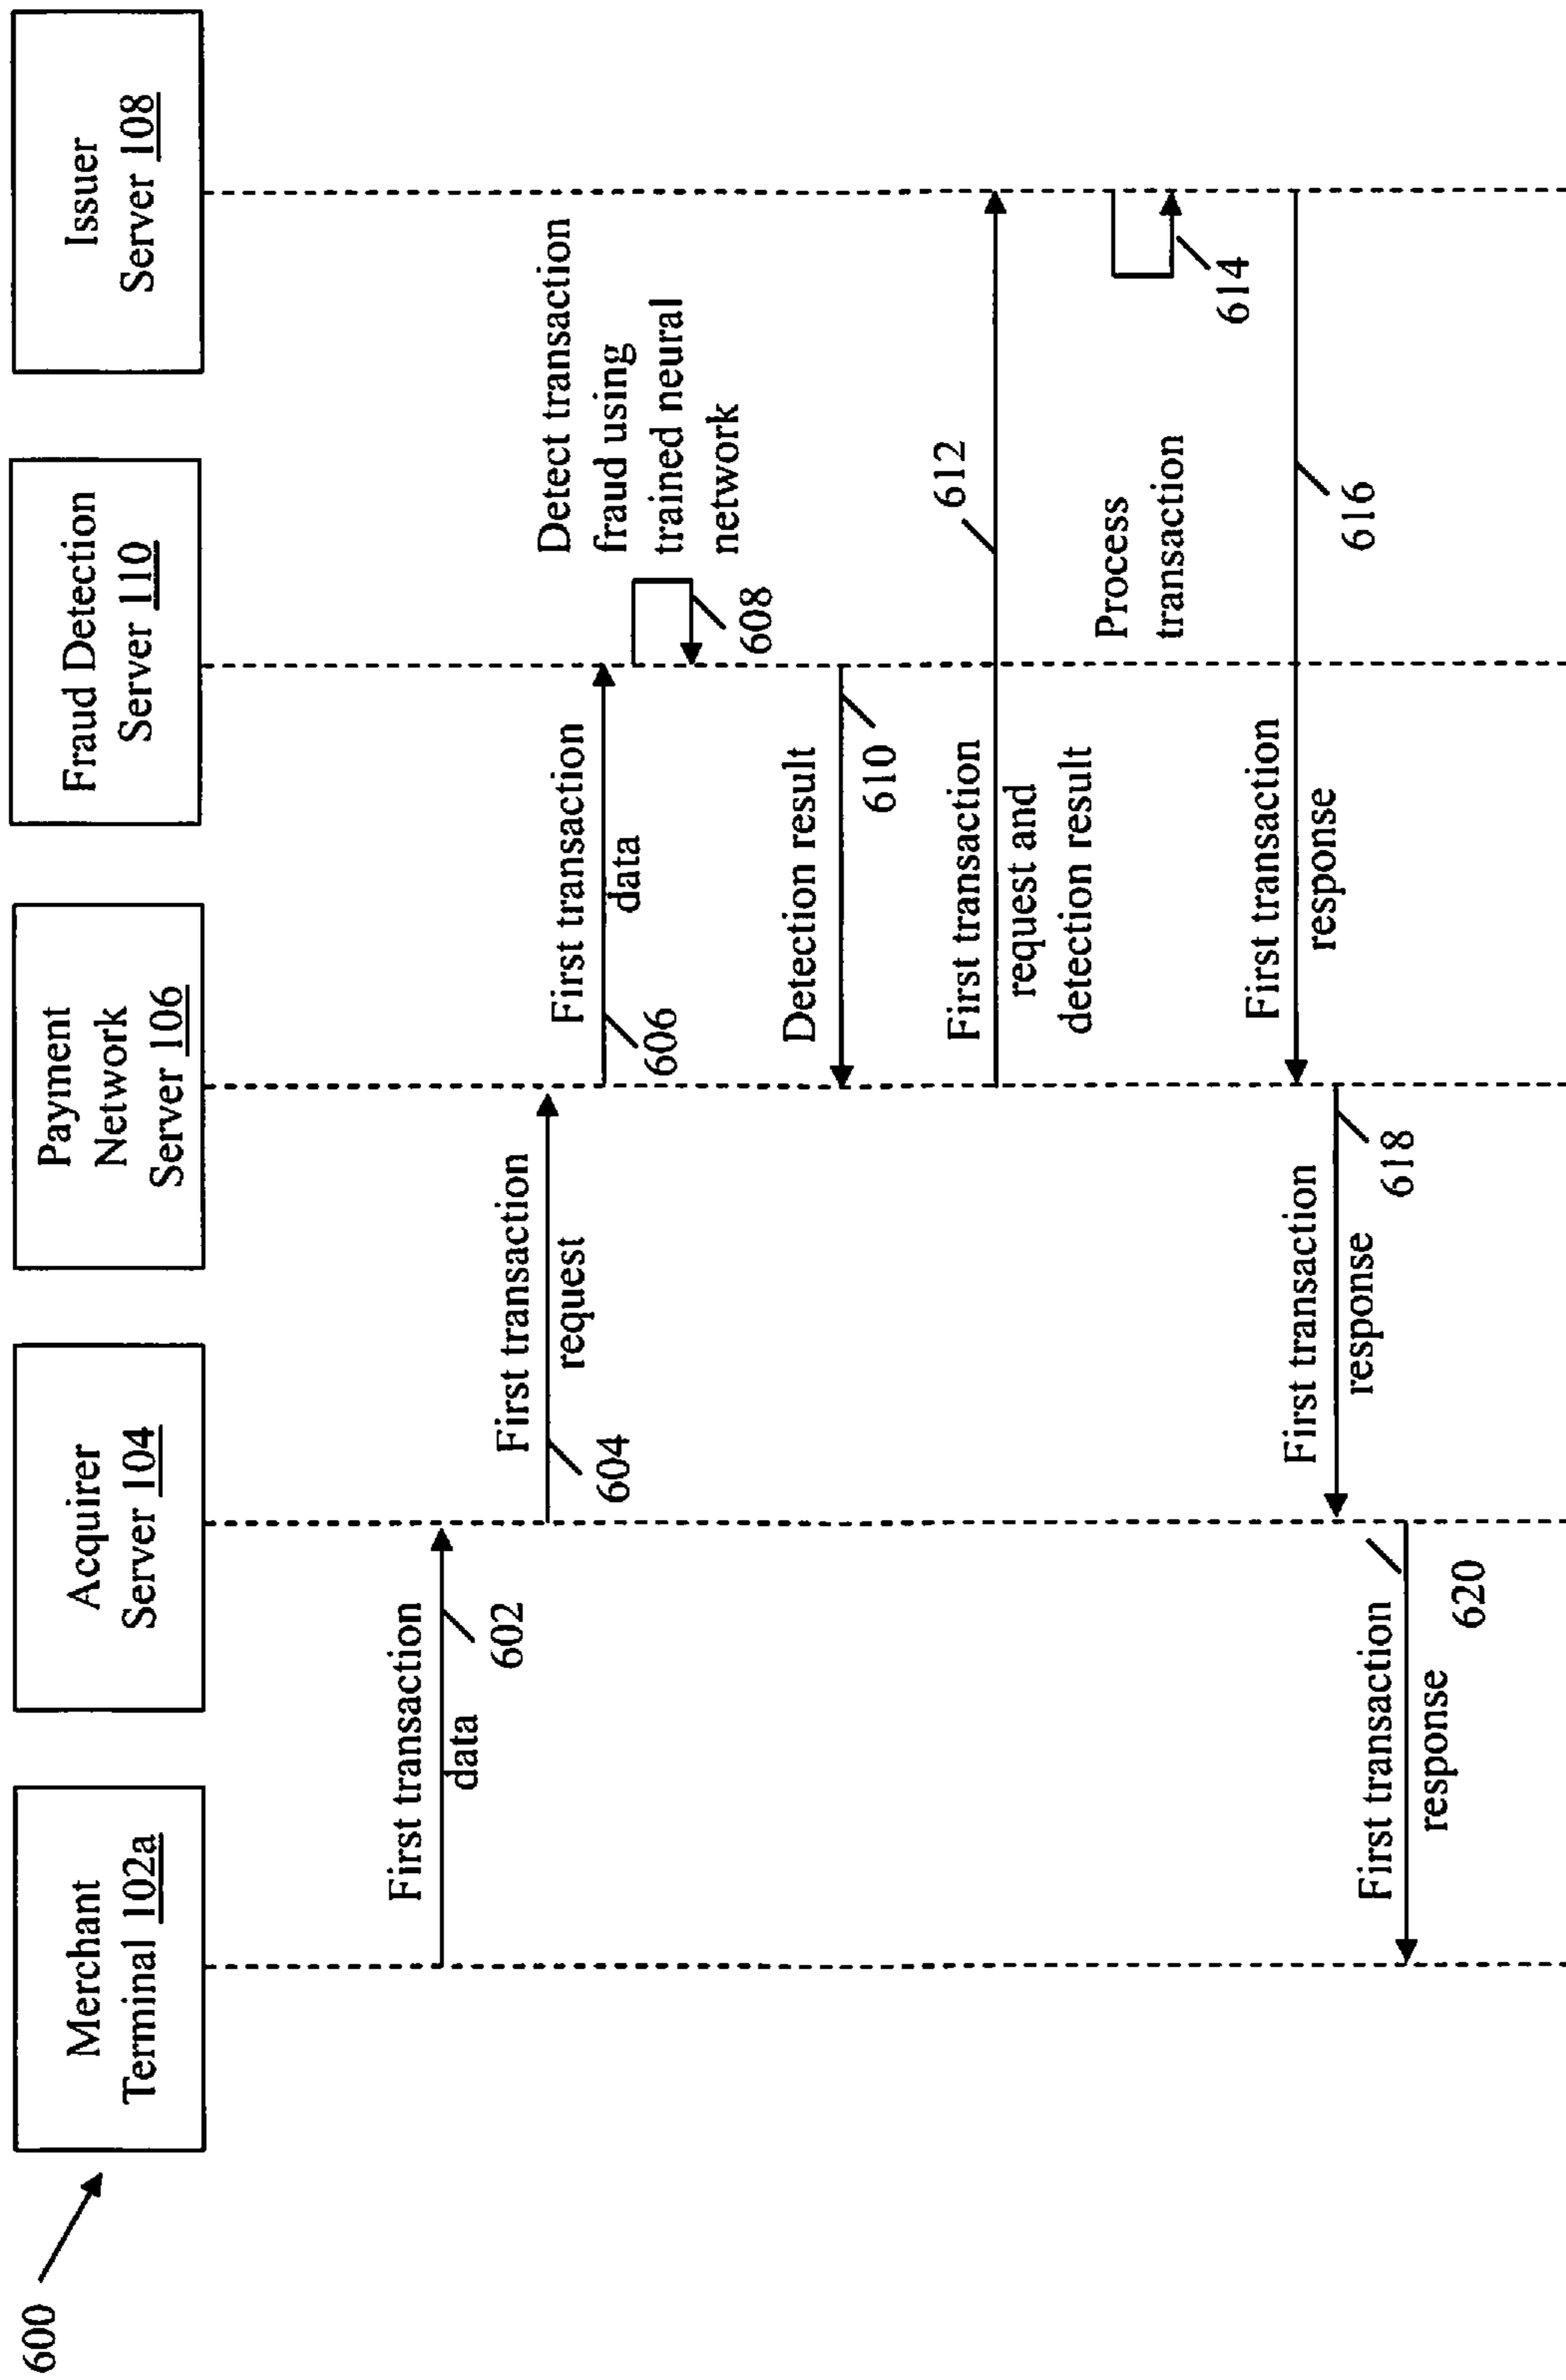 600
Merchant
Terminal 102a
Acquirer
Server 104
Payment
Network
Server 106
Fraud Detection
Server 110
Issuer
Server 108
First transaction
data
602
First transaction
request
604
First transaction
data
606
Detect transaction
fraud using
trained neural
network
608
Detection result
610
First transaction
request and
detection result
612
Process
transaction
614
First transaction
response
616
First transaction
response
618
First transaction
response
620